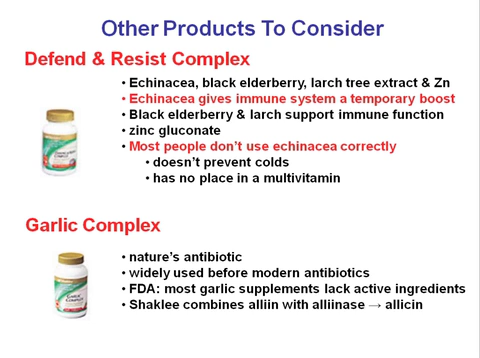 Other Products To Consider
Defend & Resist Complex
• Echinacea, black elderberry, larch tree extract & Zn
• Echinacea gives immune system a temporary boost
• Black elderberry & larch support immune function
• zinc gluconate
• Most people don't use echinacea correctly
• doesn't prevent colds
• has no place in a multivitamin
Garlic Complex
• nature's antibiotic
• widely used before modern antibiotics
• FDA: most garlic supplements lack active ingredients
• Shaklee combines alliin with alliinase → allicin